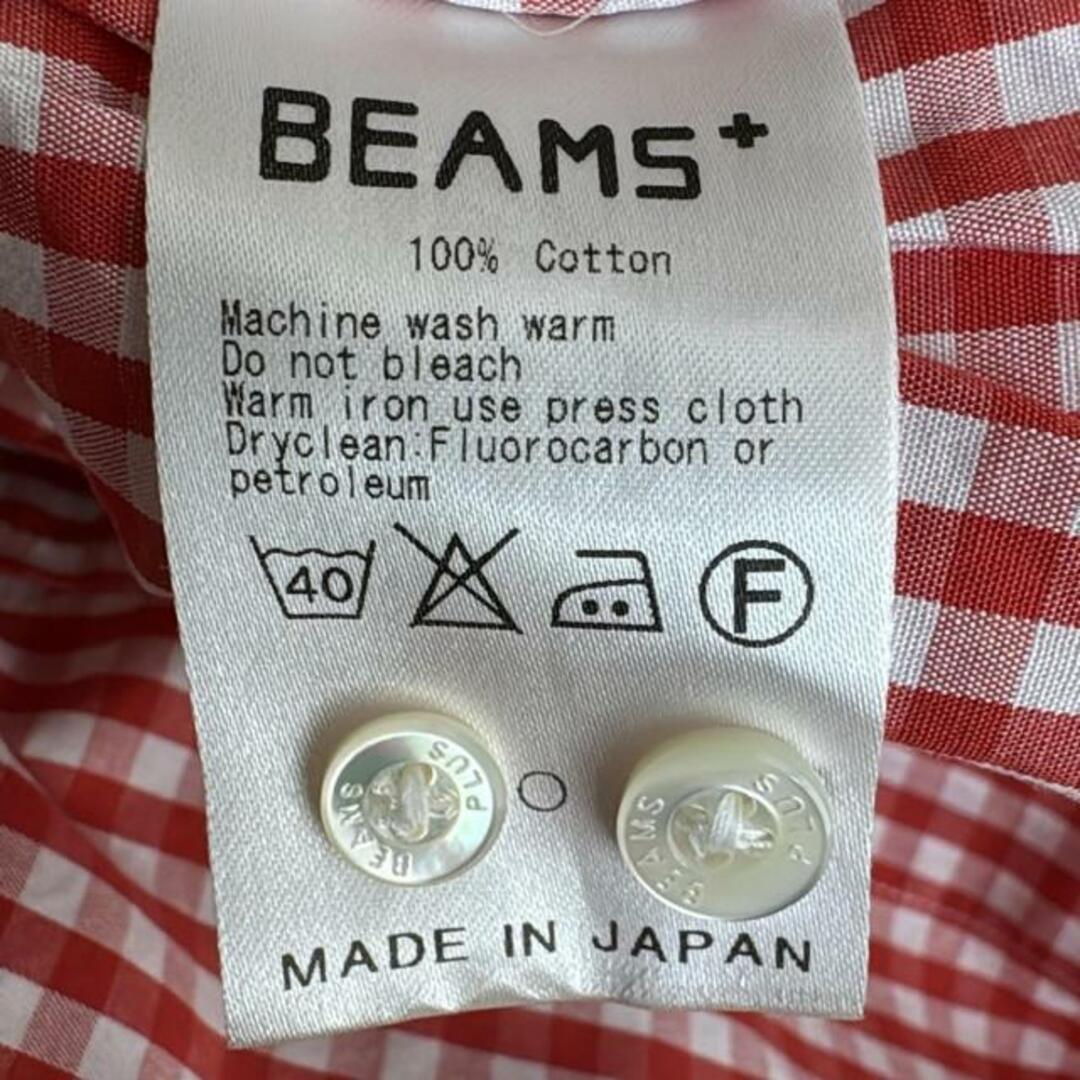 BEAMS+
100% Cotton
Machine wash warm
Do not bleach
Warm iron use press cloth
Dryclean:Fluorocarbon or
petroleum
40
F
BEAMS PLUS
BEAMS PLUS
MADE IN JAPAN